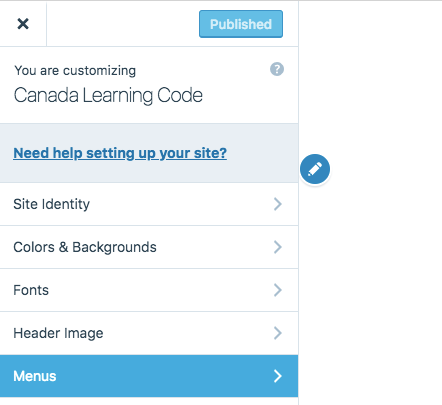 Published
You are customizing
Canada Learning Code
Need help setting up your site?
Site Identity
Colors & Backgrounds
Fonts
Header Image
Menus